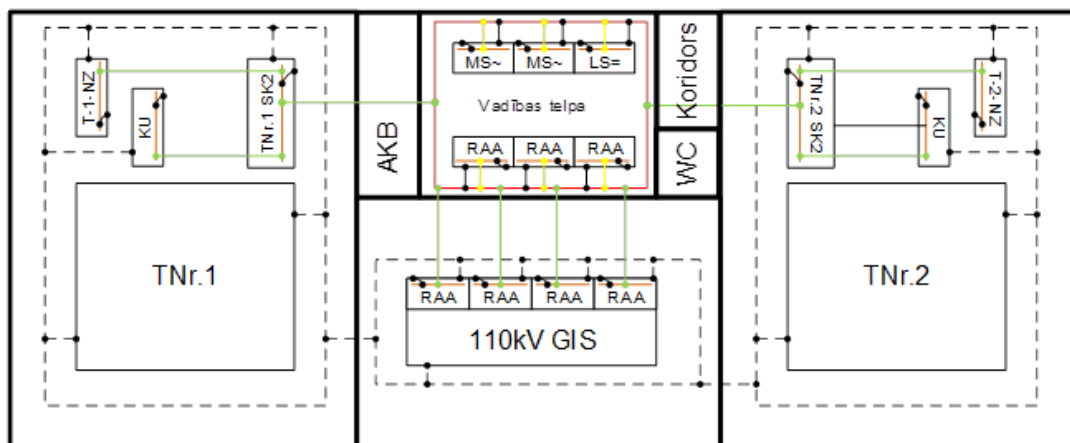 T-1-NZ
KU
TNr.1 SK2
TNr.1
AKB
MS~
MS~
LS=
Vadības telpa
RAA
RAA
RAA
Koridors
WC
RAA
RAA
RAA
RAA
110kV GIS
TNr.2 SK2
KU
T-2-NZ
TNr.2